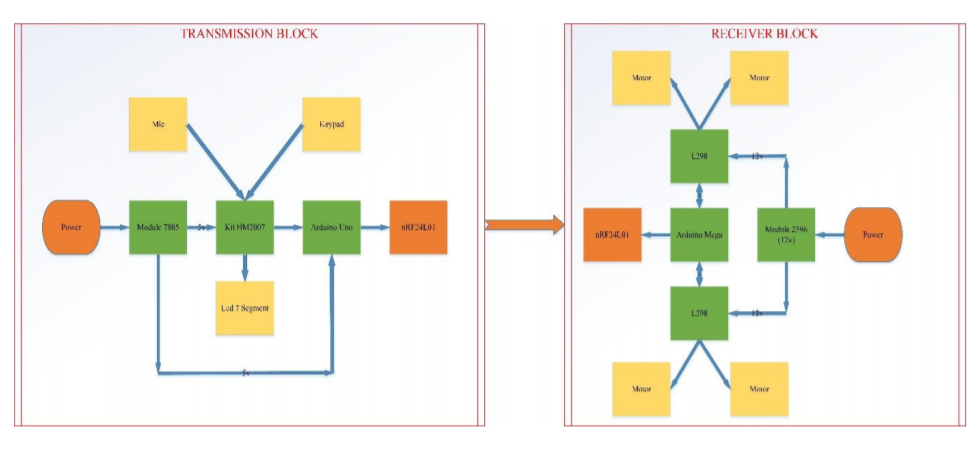 TRANSMISSION BLOCK
Mic
Keypad
Power
Module 7805
5v
Kit HM2007
Arduino Uno
nRF24L01
Led 7 Segment
5v
RECEIVER BLOCK
Motor
Motor
L298
12v
nRF24L01
Arduino Mega
Module 2596
(12v)
Power
L298
12v
Motor
Motor